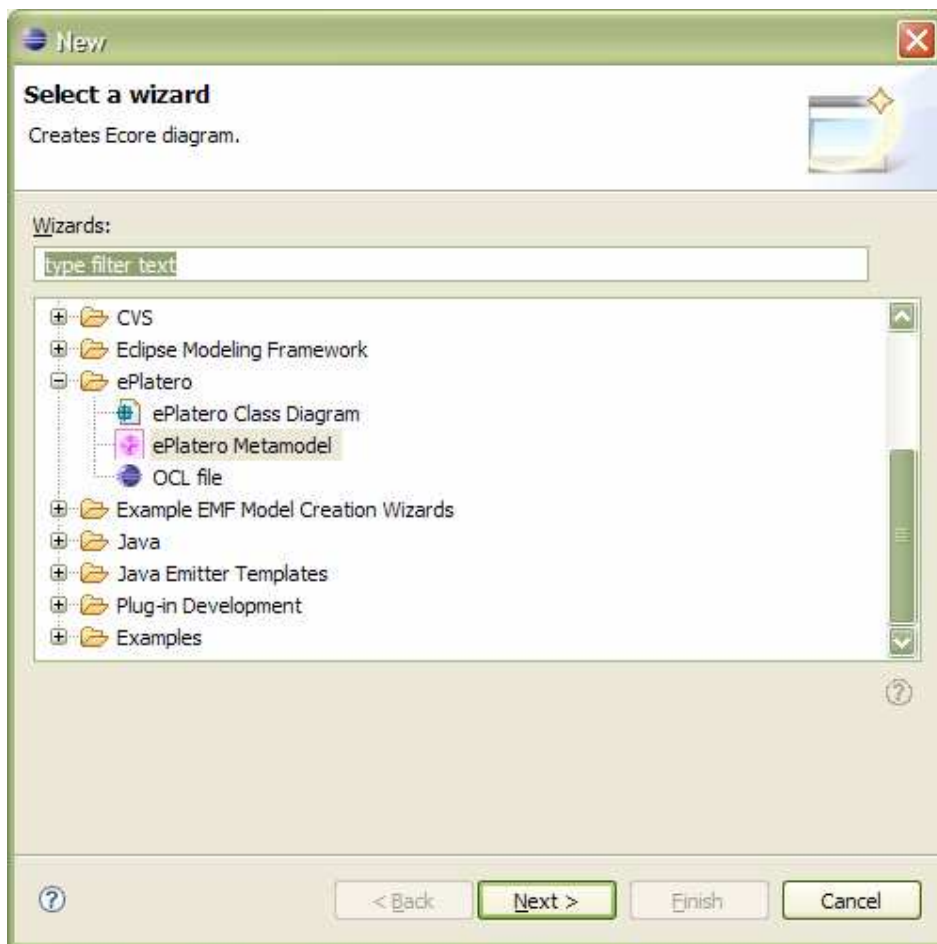 New
Select a wizard
Creates Ecore diagram.
Wizards:
type filter text
CVS
Eclipse Modeling Framework
ePlatero
ePlatero Class Diagram
ePlatero Metamodel
OCL file
Example EMF Model Creation Wizards
Java
Java Emitter Templates
Plug-in Development
Examples
?
? < Back Next > Finish Cancel